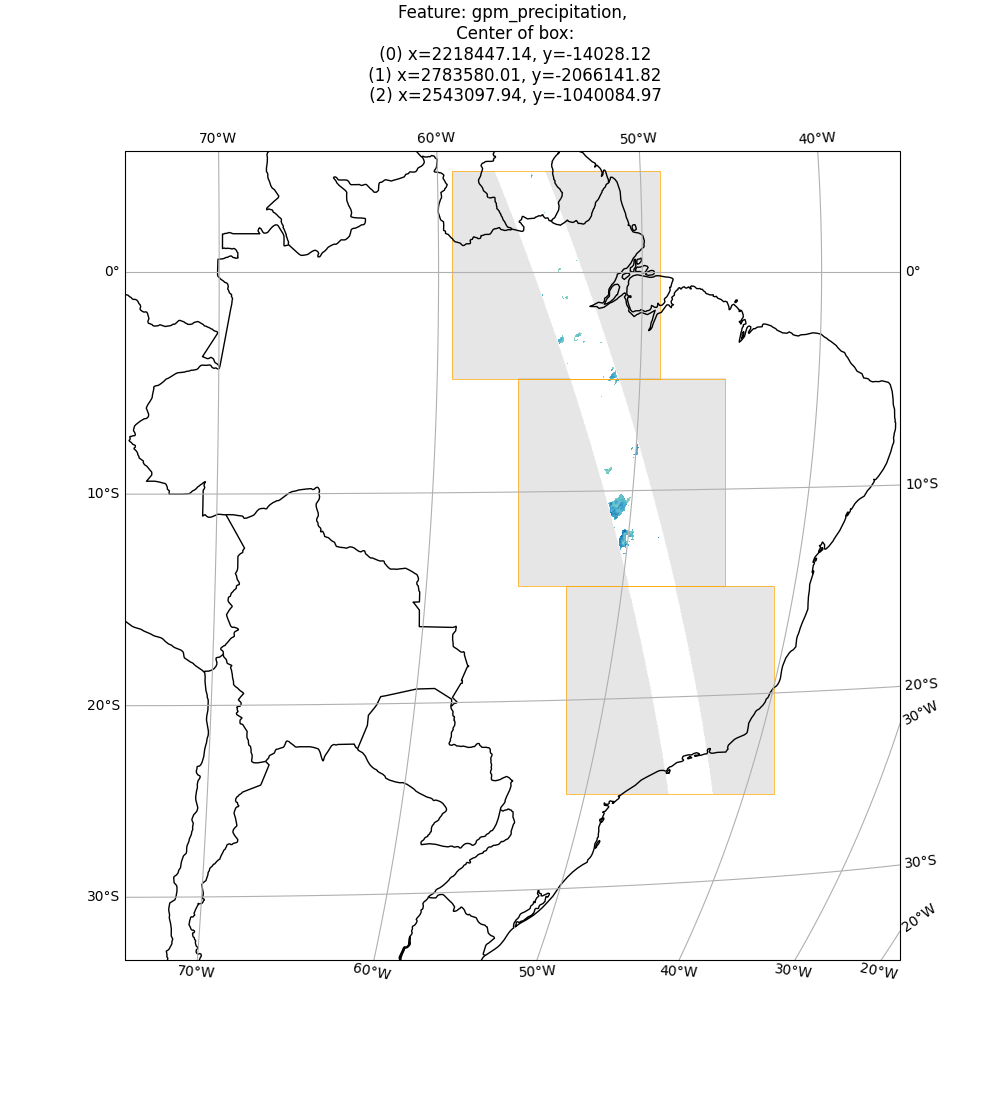 Feature: gpm_precipitation,
Center of box:
(0) x=2218447.14, y=-14028.12
(1) x=2783580.01, y=-2066141.82
(2) x=2543097.94, y=-1040084.97
70°W 60°W 50°W 40°W
0° 0°
10°S 10°S
20°S 20°S
30°W
30°S 30°S
20°W
70°W 60°W 50°W 40°W 30°W 20°W